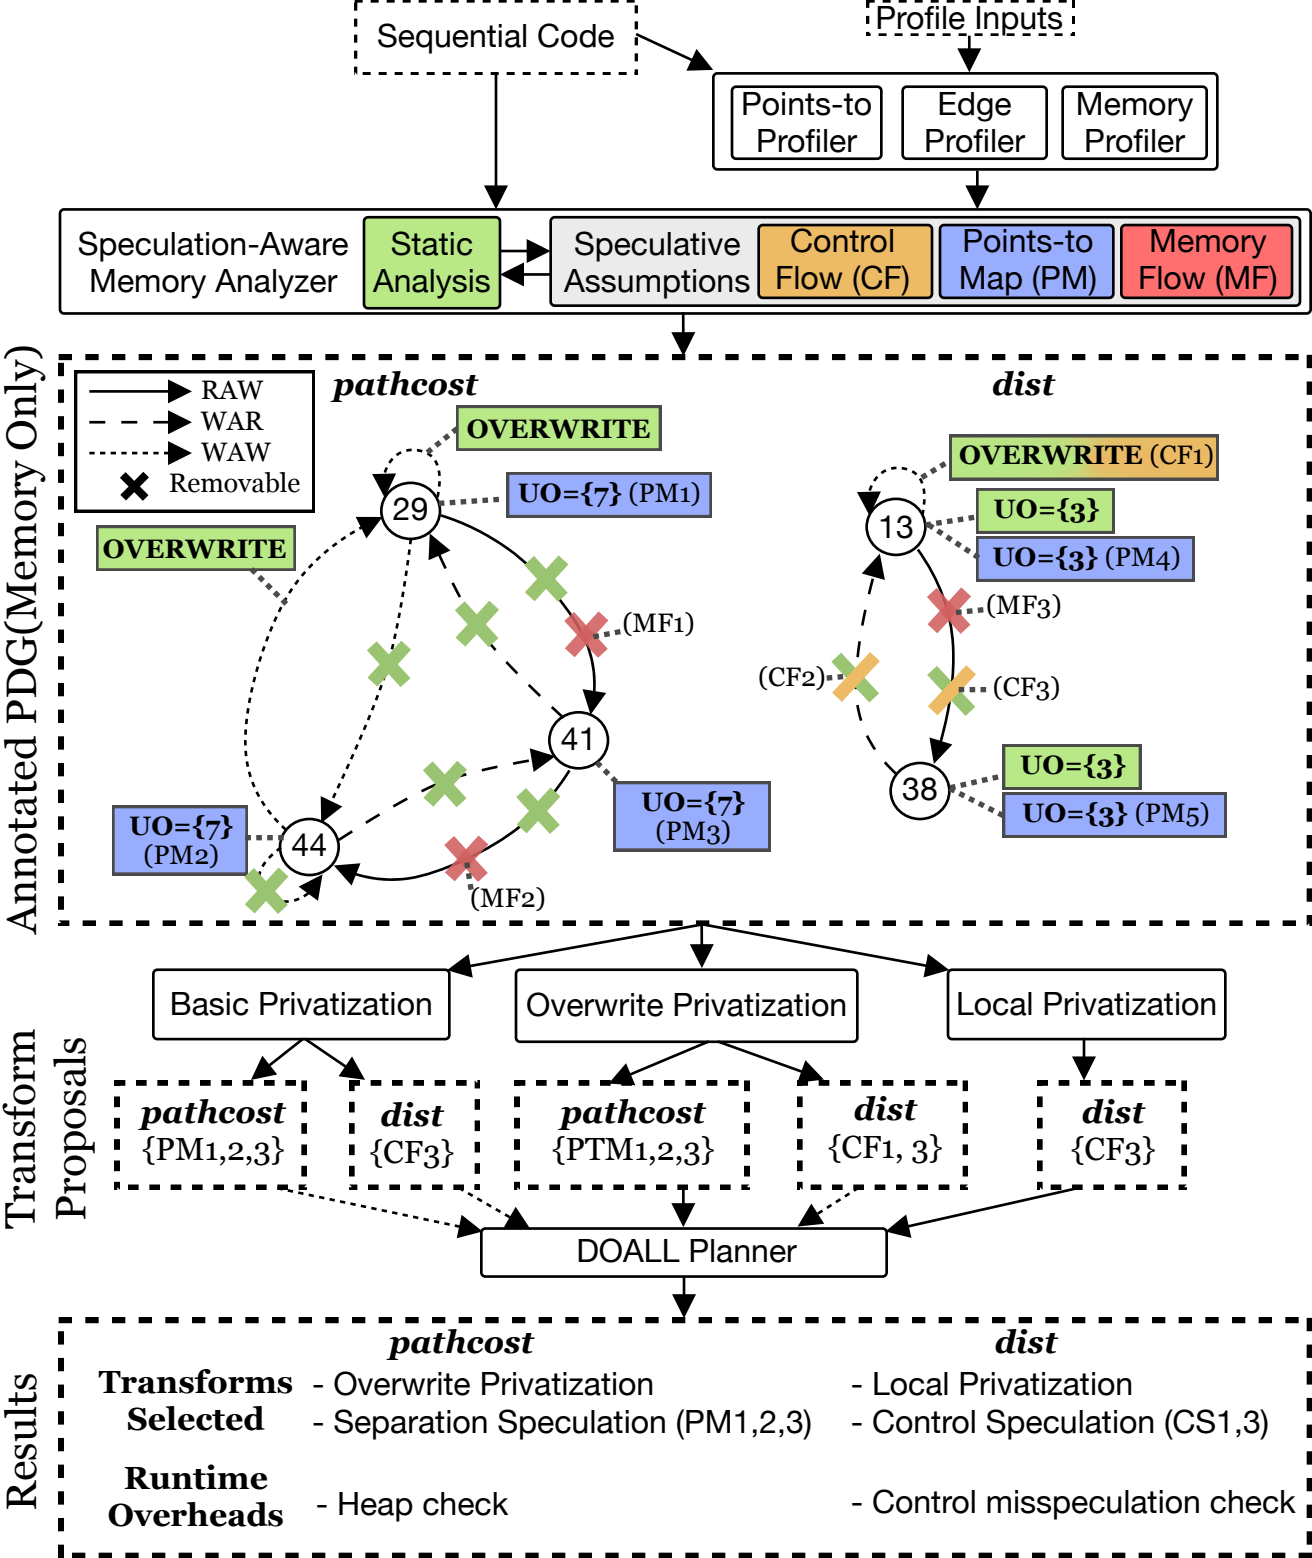 Sequential Code
Profile Inputs
Points-to
Profiler
Edge
Profiler
Memory
Profiler
Speculation-Aware
Memory Analyzer
Static
Analysis
Speculative
Assumptions
Control
Flow (CF)
Points-to
Map (PM)
Memory
Flow (MF)
Annotated PDG(Memory Only)
RAW
WAR
WAW
Removable
pathcost
OVERWRITE
UO={7} (PM1)
29
OVERWRITE
(MF1)
41
UO={7}
(PM3)
UO={7}
(PM2)
44
(MF2)
dist
OVERWRITE (CF1)
13
UO={3}
UO={3} (PM4)
(MF3)
(CF2)
(CF3)
38
UO={3}
UO={3} (PM5)
Transform
Proposals
Basic Privatization
Overwrite Privatization
Local Privatization
pathcost
{PM1,2,3}
dist
{CF3}
pathcost
{PTM1,2,3}
dist
{CF1, 3}
dist
{CF3}
DOALL Planner
Results
pathcost
dist
Transforms
Selected
- Overwrite Privatization
- Separation Speculation (PM1,2,3)
- Local Privatization
- Control Speculation (CS1,3)
Runtime
Overheads
- Heap check
- Control misspeculation check